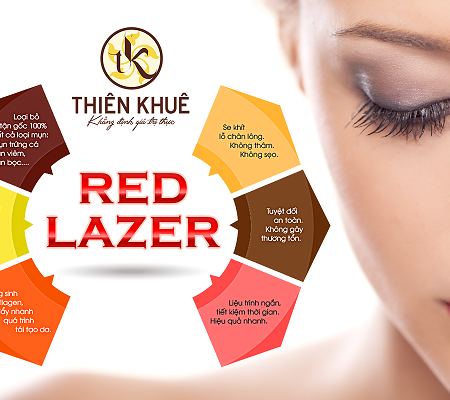 tk
THIÊN KHUÊ
Khẳng định giá trị thực
RED
LAZER
Loại bỏ
tận gốc 100%
tất cả loại mụn:
mụn trứng cá
viêm,
bọc....
Se khít
lỗ chân lông.
Không thâm.
Không sẹo.
Tuyệt đối
an toàn.
Không gây
thương tổn.
sinh
collagen,
nhanh
quá trình
tái tạo da.
Liệu trình ngắn,
tiết kiệm thời gian.
Hiệu quả nhanh.